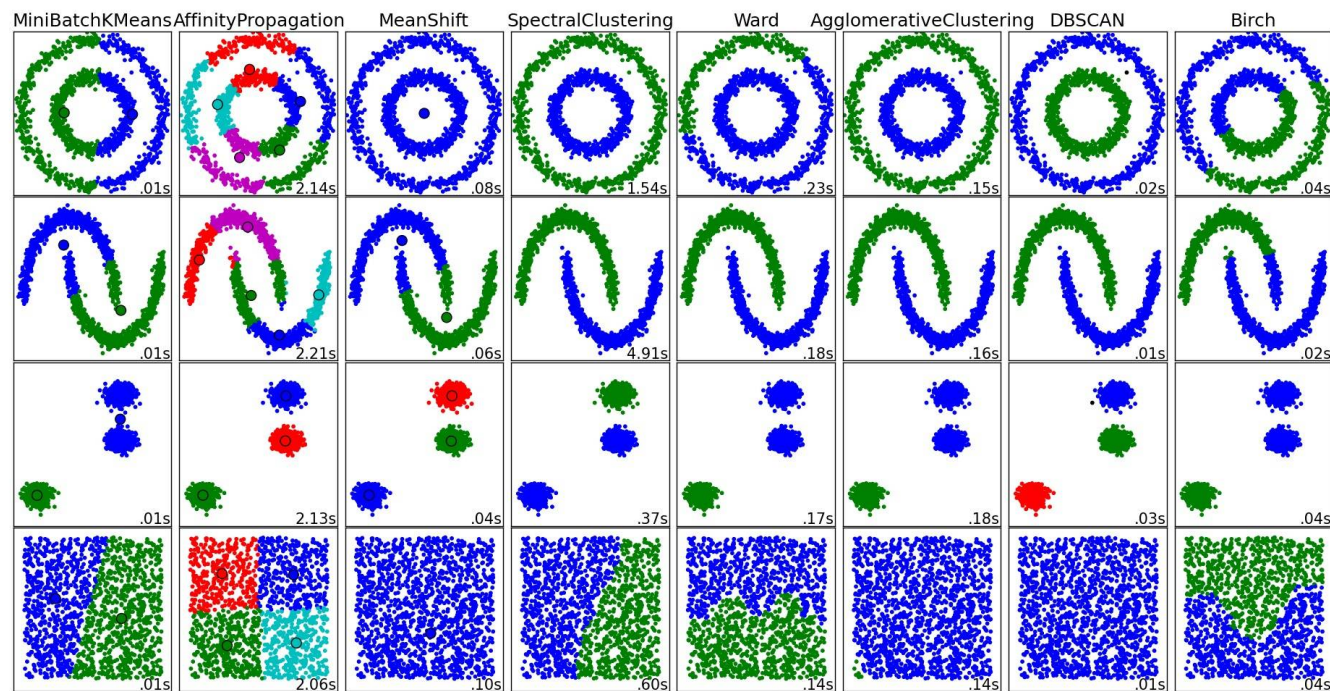 MiniBatchKMeans AffinityPropagation MeanShift SpectralClustering Ward AgglomerativeClustering DBSCAN Birch
.01s 2.14s .08s 1.54s .23s .15s .02s .04s
.01s 2.21s .06s 4.91s .18s .16s .01s .02s
.01s 2.13s .04s .37s .17s .18s .03s .04s
.01s 2.06s .10s .60s .14s .14s .01s .04s